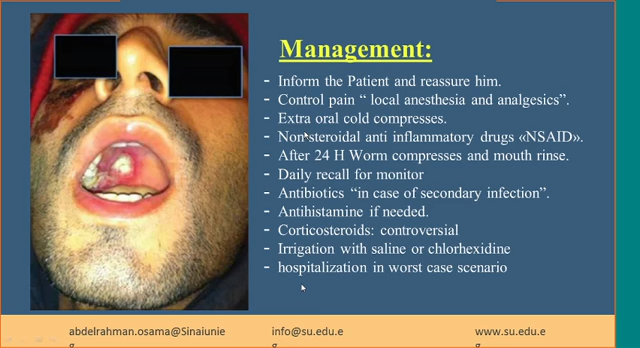 Management:
- Inform the Patient and reassure him.
- Control pain “ local anesthesia and analgesics”.
- Extra oral cold compresses.
- Non steroidal anti inflammatory drugs «NSAID».
- After 24 H Worm compresses and mouth rinse.
- Daily recall for monitor
- Antibiotics “in case of secondary infection”.
- Antihistamine if needed.
- Corticosteroids: controversial
- Irrigation with saline or chlorhexidine
- hospitalization in worst case scenario
abdelrahman.osama@Sinaiunie
g
info@su.edu.e
g
www.su.edu.e
g